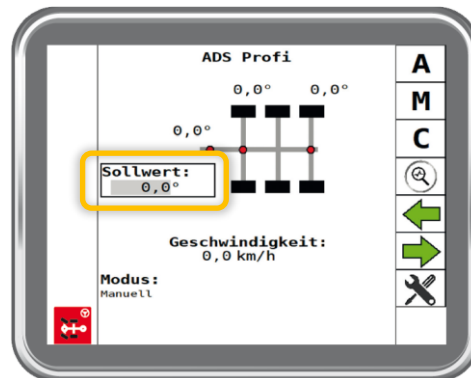 ADS Profi
0,0° 0,0°
0,0°
Sollwert:
0,0°
Geschwindigkeit:
0,0 km/h
Modus:
Manuell
A
M
C